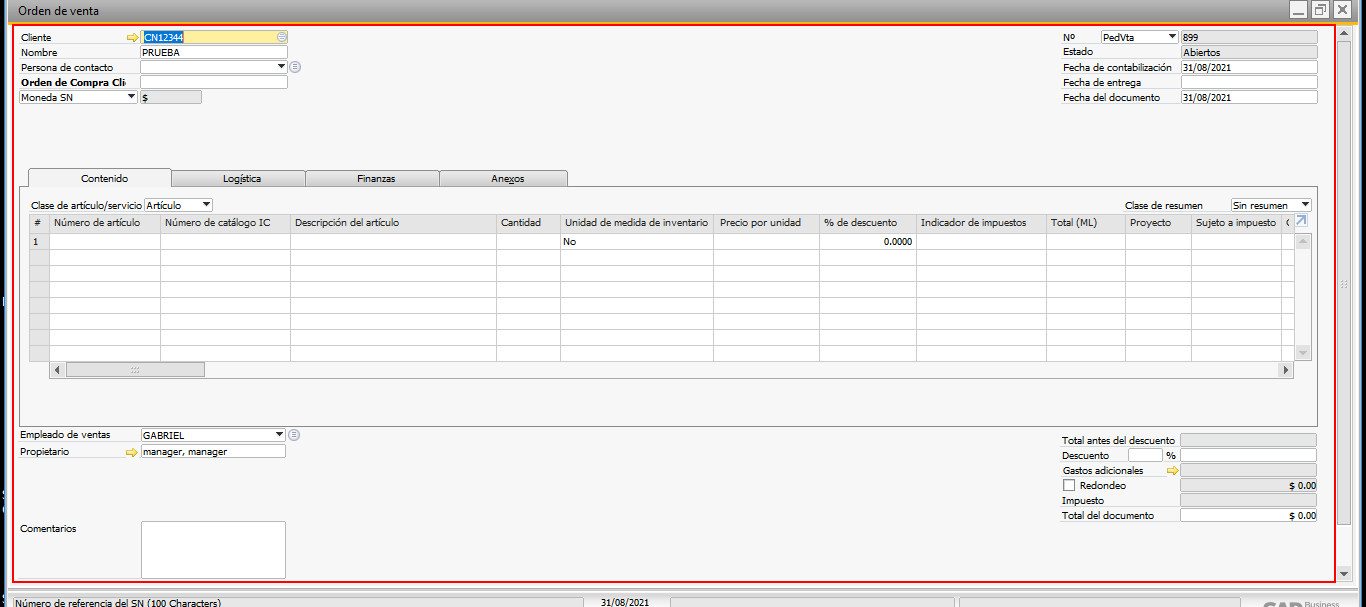 Orden de venta
Cliente CN12344
Nombre PRUEBA
Persona de contacto
Orden de Compra Cli
Moneda SN $
Nº PedVta 899
Estado Abiertos
Fecha de contabilización 31/08/2021
Fecha de entrega
Fecha del documento 31/08/2021
Contenido Logística Finanzas Anexos
Clase de artículo/servicio Artículo Clase de resumen Sin resumen
# Número de artículo Número de catálogo IC Descripción del artículo Cantidad Unidad de medida de inventario Precio por unidad % de descuento Indicador de impuestos Total (ML) Proyecto Sujeto a impuesto
1 No 0.0000
Empleado de ventas GABRIEL
Propietario manager, manager
Comentarios
Total antes del descuento
Descuento %
Gastos adicionales
Redondeo $ 0.00
Impuesto
Total del documento $ 0.00
Número de referencia del SN (100 Characters) 31/08/2021
Business